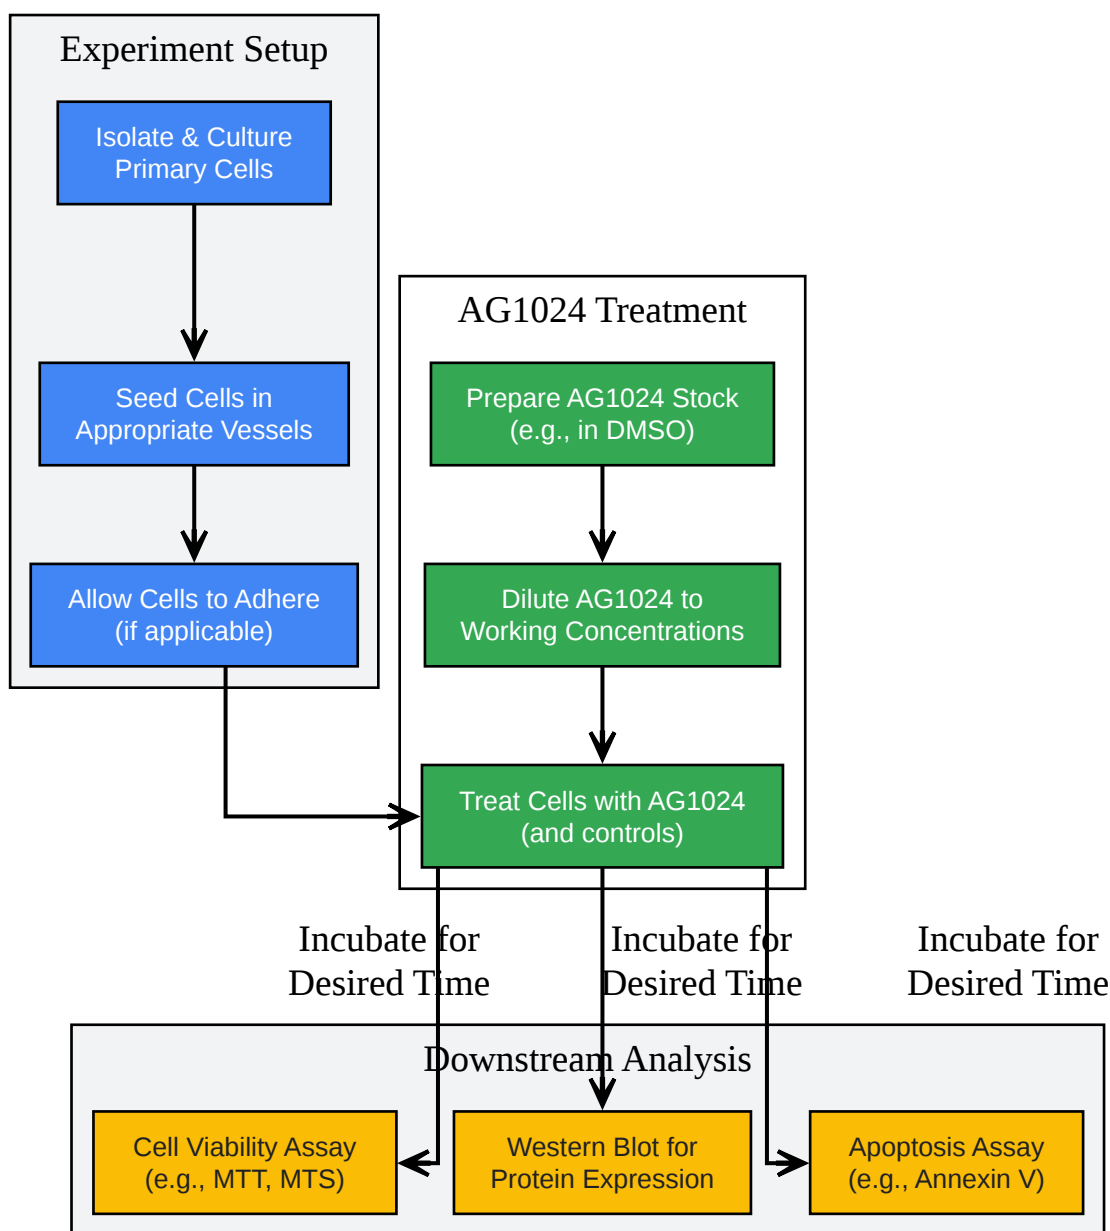 Experiment Setup
Isolate & Culture
Primary Cells
Seed Cells in
Appropriate Vessels
Allow Cells to Adhere
(if applicable)
AG1024 Treatment
Prepare AG1024 Stock
(e.g., in DMSO)
Dilute AG1024 to
Working Concentrations
Treat Cells with AG1024
(and controls)
Incubate for
Desired Time
Incubate for
Desired Time
Incubate for
Desired Time
Downstream Analysis
Cell Viability Assay
(e.g., MTT, MTS)
Western Blot for
Protein Expression
Apoptosis Assay
(e.g., Annexin V)